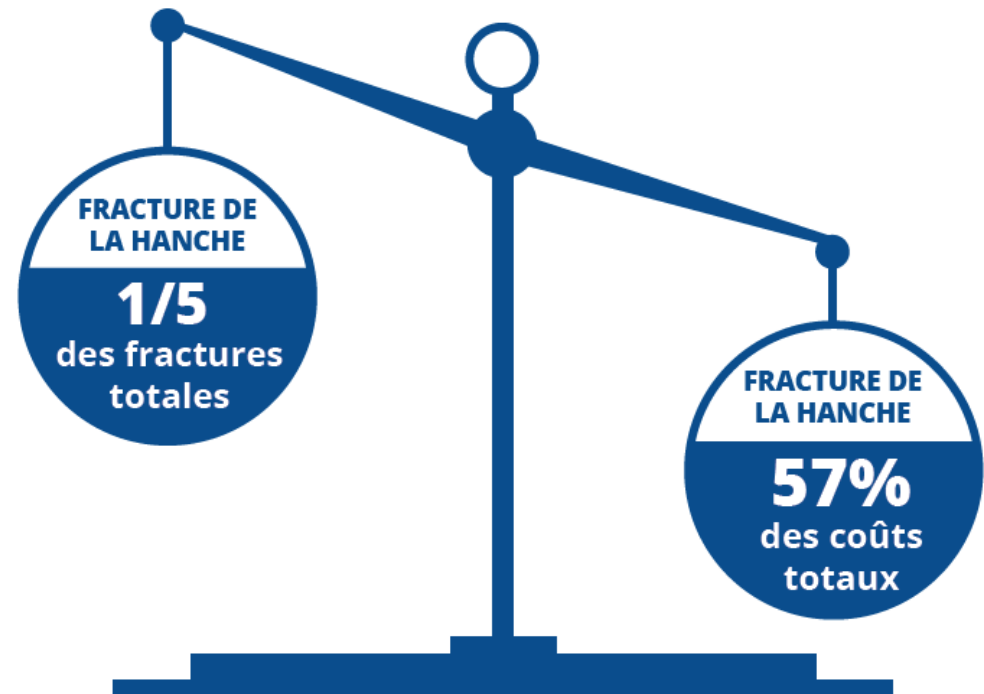 FRACTURE DE
LA HANCHE
1/5
des fractures
totales
FRACTURE DE
LA HANCHE
57%
des coûts
totaux